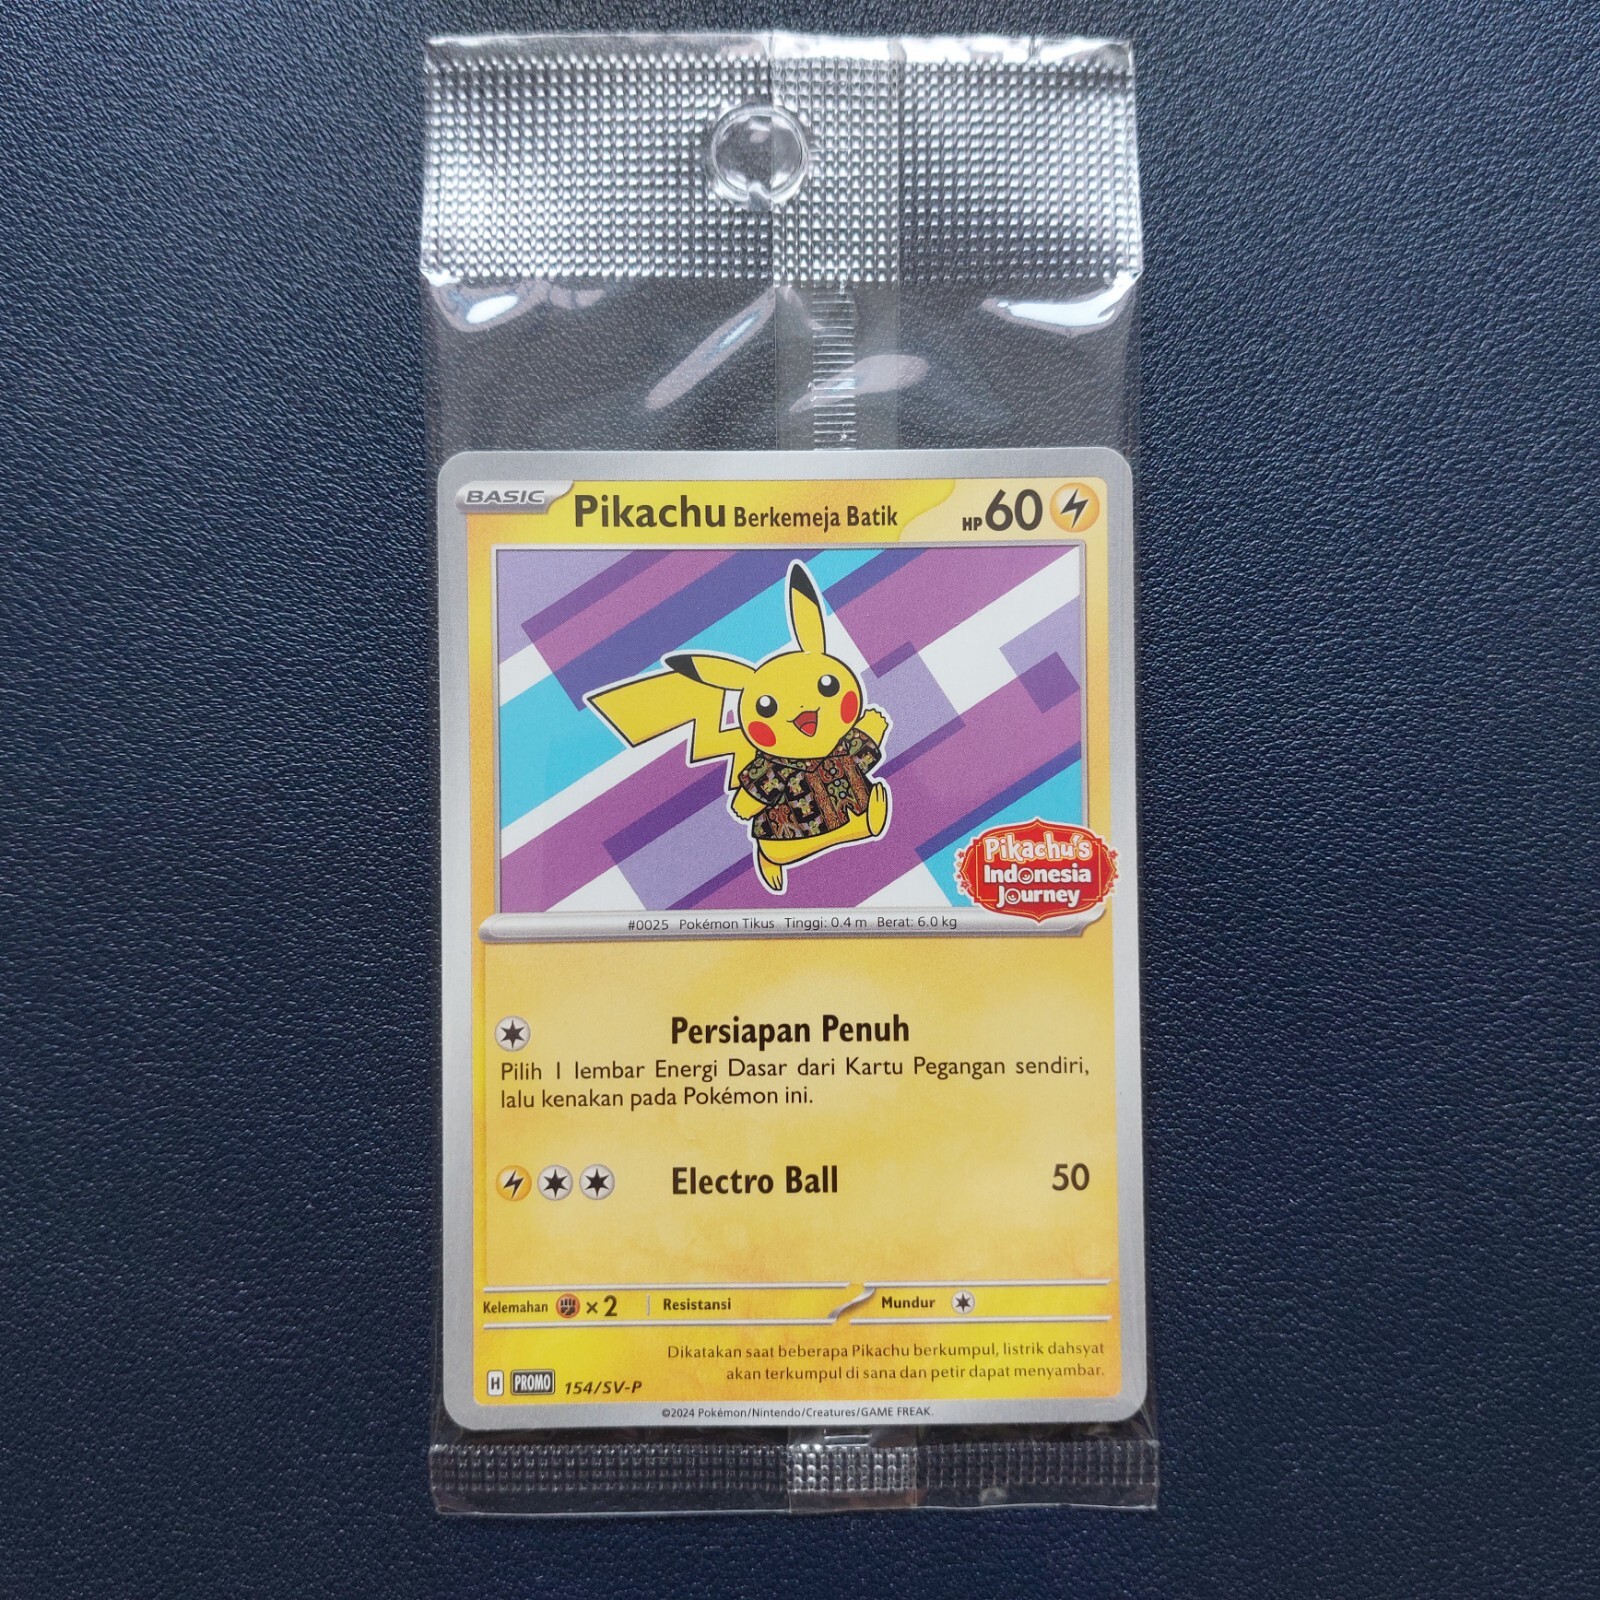 BASIC Pikachu Berkemeja Batik HP 60
Pikachu's
Indonesia
Journey
#0025 Pokémon Tikus Tinggi: 0.4 m Berat: 6.0 kg
Persiapan Penuh
Pilih 1 lembar Energi Dasar dari Kartu Pegangan sendiri,
lalu kenakan pada Pokémon ini.
Electro Ball 50
Kelemahan ×2 Resistansi Mundur
Dikatakan saat beberapa Pikachu berkumpul, listrik dahsyat
akan terkumpul di sana dan petir dapat menyambar.
H PROMO 154/SV-P
©2024 Pokémon/Nintendo/Creatures/GAME FREAK.